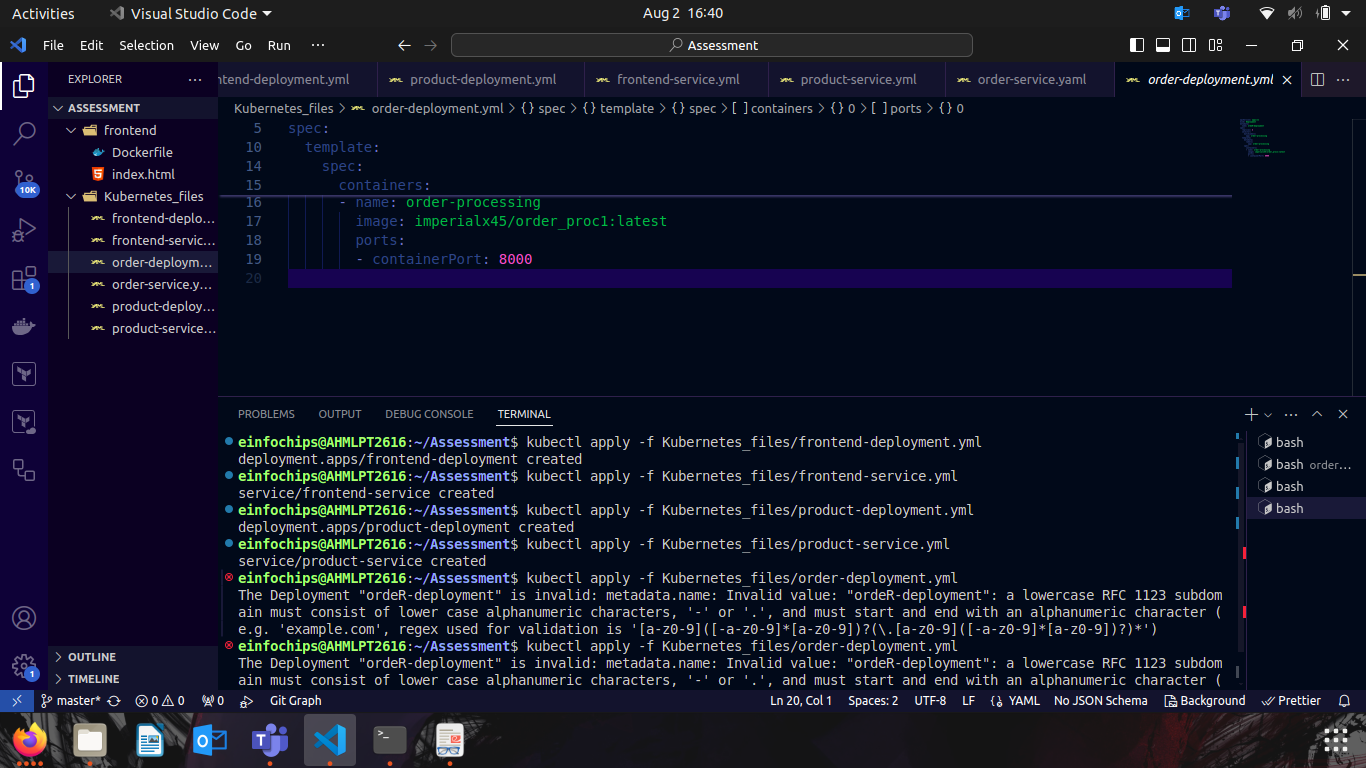 Activities
Visual Studio Code
Aug 2 16:40
File Edit Selection View Go Run ···
Assessment
EXPLORER
ntend-deployment.yml
product-deployment.yml
frontend-service.yml
product-service.yml
order-service.yaml
order-deployment.yml
Kubernetes_files > order-deployment.yml > {} spec > {} template > {} spec > [ ] containers > {} 0 > [ ] ports > {} 0
ASSESSMENT
frontend
Dockerfile
index.html
Kubernetes_files
frontend-deplo...
frontend-servic...
order-deploym...
order-service.y...
product-deploy...
product-service...
10K
1
1
5 spec:
10 template:
14 spec:
15 containers:
16 - name: order-processing
17 image: imperialx45/order_proc1:latest
18 ports:
19 - containerPort: 8000
20
PROBLEMS OUTPUT DEBUG CONSOLE TERMINAL
einfochips@AHMLPT2616:~/Assessment$ kubectl apply -f Kubernetes_files/frontend-deployment.yml
deployment.apps/frontend-deployment created
einfochips@AHMLPT2616:~/Assessment$ kubectl apply -f Kubernetes_files/frontend-service.yml
service/frontend-service created
einfochips@AHMLPT2616:~/Assessment$ kubectl apply -f Kubernetes_files/product-deployment.yml
deployment.apps/product-deployment created
einfochips@AHMLPT2616:~/Assessment$ kubectl apply -f Kubernetes_files/product-service.yml
service/product-service created
einfochips@AHMLPT2616:~/Assessment$ kubectl apply -f Kubernetes_files/order-deployment.yml
The Deployment "ordeR-deployment" is invalid: metadata.name: Invalid value: "ordeR-deployment": a lowercase RFC 1123 subdom
ain must consist of lower case alphanumeric characters, '-' or '.', and must start and end with an alphanumeric character (
e.g. 'example.com', regex used for validation is '[a-z0-9]([-a-z0-9]*[a-z0-9])?(\.[a-z0-9]([-a-z0-9]*[a-z0-9])?)*')
einfochips@AHMLPT2616:~/Assessment$ kubectl apply -f Kubernetes_files/order-deployment.yml
The Deployment "ordeR-deployment" is invalid: metadata.name: Invalid value: "ordeR-deployment": a lowercase RFC 1123 subdom
ain must consist of lower case alphanumeric characters, '-' or '.', and must start and end with an alphanumeric character (
bash
bash order...
bash
bash
OUTLINE
TIMELINE
master* 0 0 0 Git Graph
Ln 20, Col 1 Spaces: 2 UTF-8 LF {} YAML No JSON Schema Background Prettier